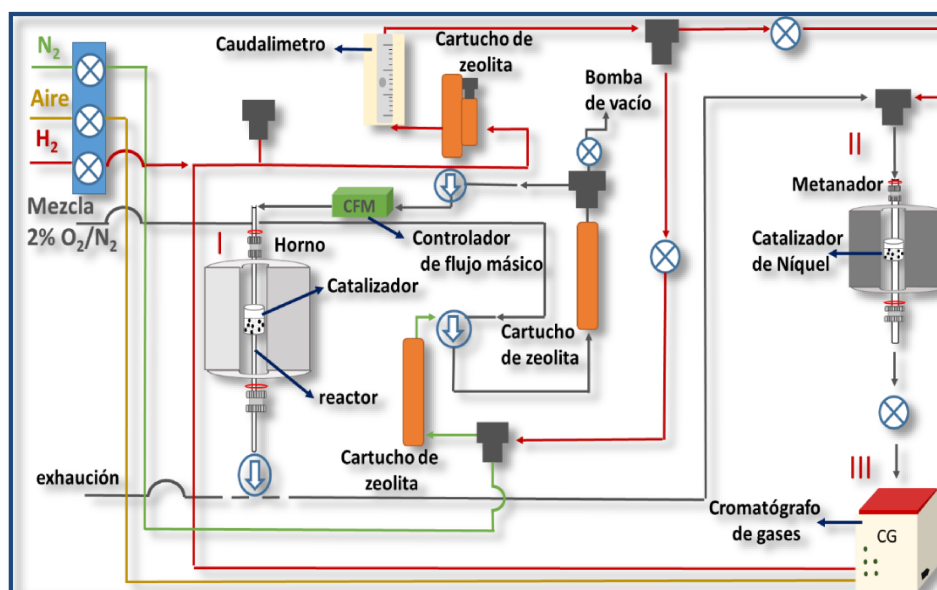 N₂
Aire
H₂
Mezcla
2% O₂/N₂
Caudalimetro
Cartucho de
zeolita
Bomba
de vacío
CFM
Controlador
de flujo másico
I
Horno
Catalizador
reactor
Cartucho
de zeolita
Cartucho de
zeolita
exhaución
II
Metanador
Catalizador
de Níquel
III
Cromatógrafo
de gases
CG